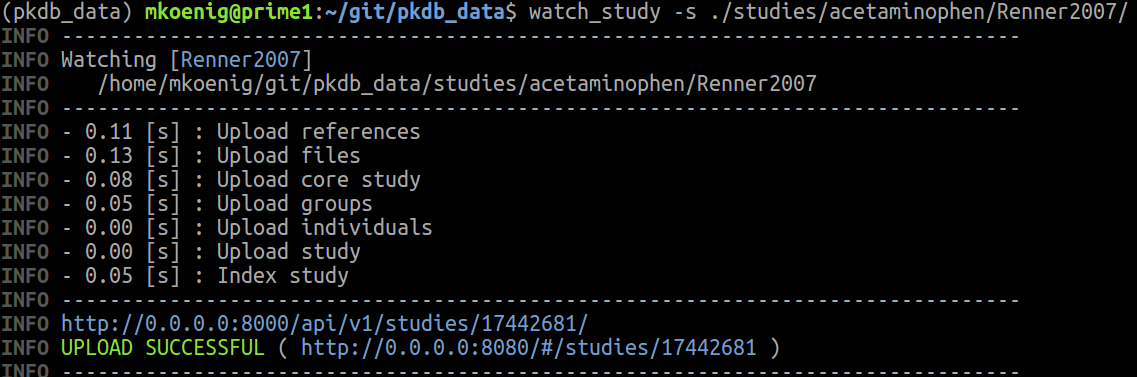 (pkdb_data) mkoenig@prime1:~/git/pkdb_data$ watch_study -s ./studies/acetaminophen/Renner2007/
INFO --------------------------------------------------------------------------------
INFO Watching [Renner2007]
INFO    /home/mkoenig/git/pkdb_data/studies/acetaminophen/Renner2007
INFO --------------------------------------------------------------------------------
INFO - 0.11 [s] : Upload references
INFO - 0.13 [s] : Upload files
INFO - 0.08 [s] : Upload core study
INFO - 0.05 [s] : Upload groups
INFO - 0.00 [s] : Upload individuals
INFO - 0.00 [s] : Upload study
INFO - 0.05 [s] : Index study
INFO --------------------------------------------------------------------------------
INFO http://0.0.0.0:8000/api/v1/studies/17442681/
INFO UPLOAD SUCCESSFUL ( http://0.0.0.0:8080/#/studies/17442681 )
INFO --------------------------------------------------------------------------------